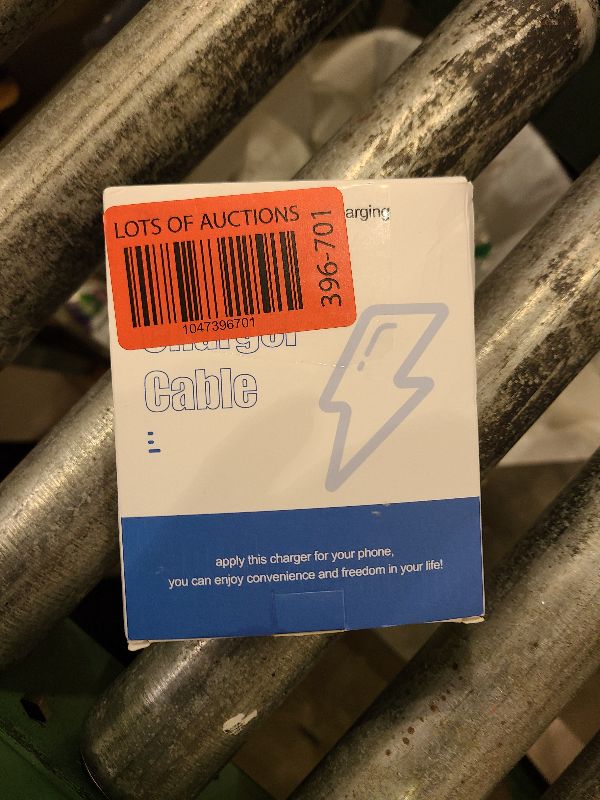 LOTS OF AUCTIONS
1047396701
396-701
arging
Charger
Cable
apply this charger for your phone,
you can enjoy convenience and freedom in your life!